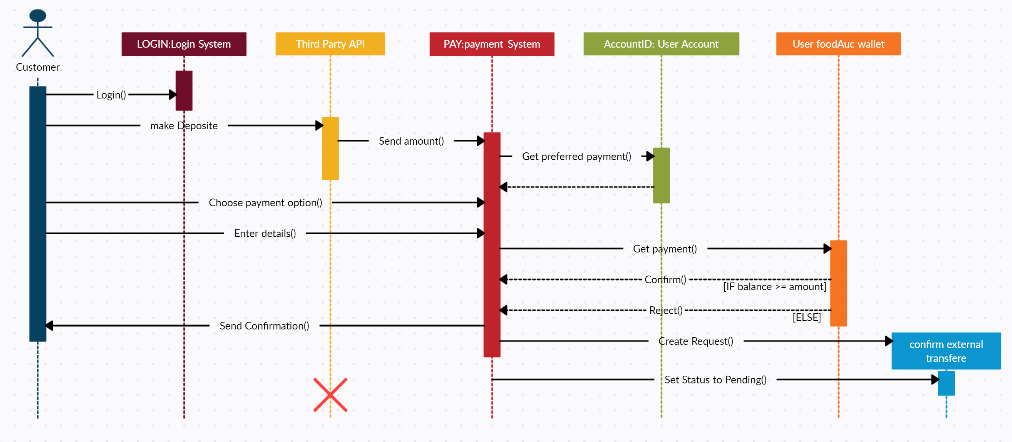 Customer
LOGIN:Login System
Third Party API
PAY:payment System
AccountID: User Account
User foodAuc wallet
Login()
make Deposite
Send amount()
Get preferred payment()
Choose payment option()
Enter details()
Get payment()
Confirm()
[IF balance >= amount]
Reject()
[ELSE]
Send Confirmation()
Create Request()
confirm external
transfere
Set Status to Pending()